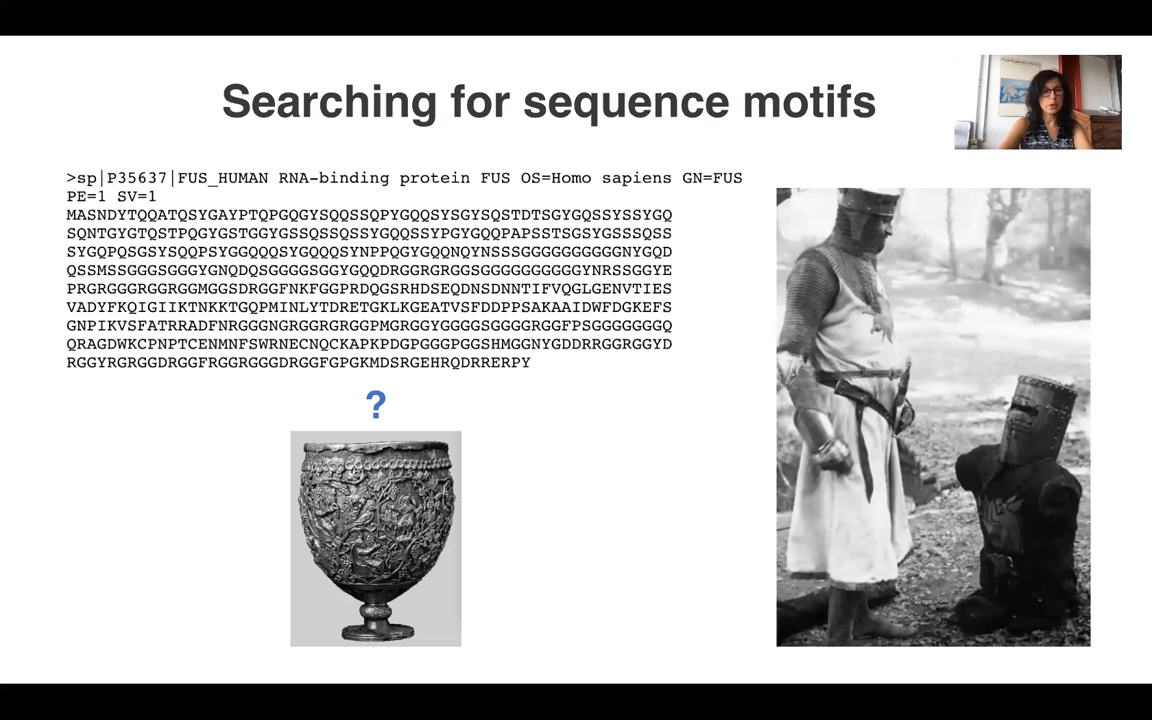 Searching for sequence motifs
>sp|P35637|FUS_HUMAN RNA-binding protein FUS OS=Homo sapiens GN=FUS
PE=1 SV=1
MASNDYTQQATQSYGAYPTQPGQGYSQQSSQPYGQQSYSGYSQSTDTSGYGQSSYSSYGQ
SQNTGYGTQSTPQGYGSTGGYGSSQSSQSSYGQQSSYPGYGQQPAPSSTSGSYGSSSQSS
SYGQPQSGSYSQQPSYGGQQQSYGQQQSYNPPQGYGQQNQYNSSSGGGGGGGGGGNYGQD
QSSMSSGGGSGGGYGNQDQSGGGGSGGYGQQDRGGRGRGGSGGGGGGGGGGYNRSSGGYE
PRGRGGGRGGRGGMGGSDRGGFNKFGGPRDQGSRHDSEQDNSDNNTIFVQGLGENVTIES
VADYFKQIGIIKTNKKTGQPMINLYTDRETGKLKGEATVSFDDPPSAKAAIDWFDGKEFS
GNPIKVSFATRRADFNRGGGNGRGGRGRGGPMGRGGYGGGGSGGGGRGGFPSGGGGGGGQ
QRAGDWKCPNPTCENMNFSWRNECNQCKAPKPDGPGGGPGGSHMGGNYGDDRRGGRGGYD
RGGYRGRGGDRGGFRGGRGGGDRGGFGPGKMDSRGEHRQDRRERPY
?